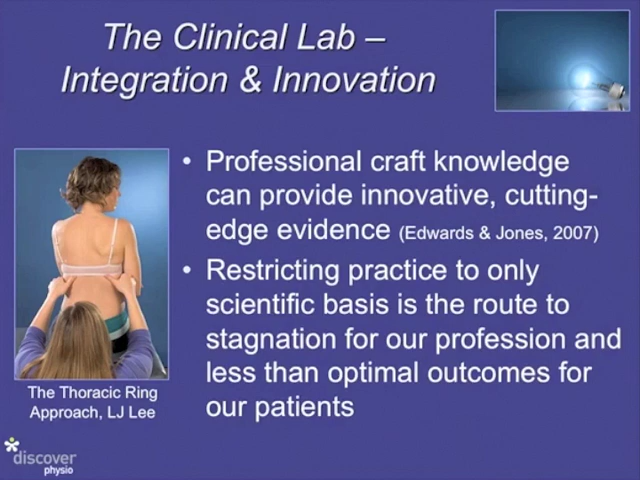 The Clinical Lab –
Integration & Innovation
• Professional craft knowledge
can provide innovative, cutting-
edge evidence (Edwards & Jones, 2007)
• Restricting practice to only
scientific basis is the route to
stagnation for our profession and
less than optimal outcomes for
our patients
The Thoracic Ring
Approach, LJ Lee
discover
physio